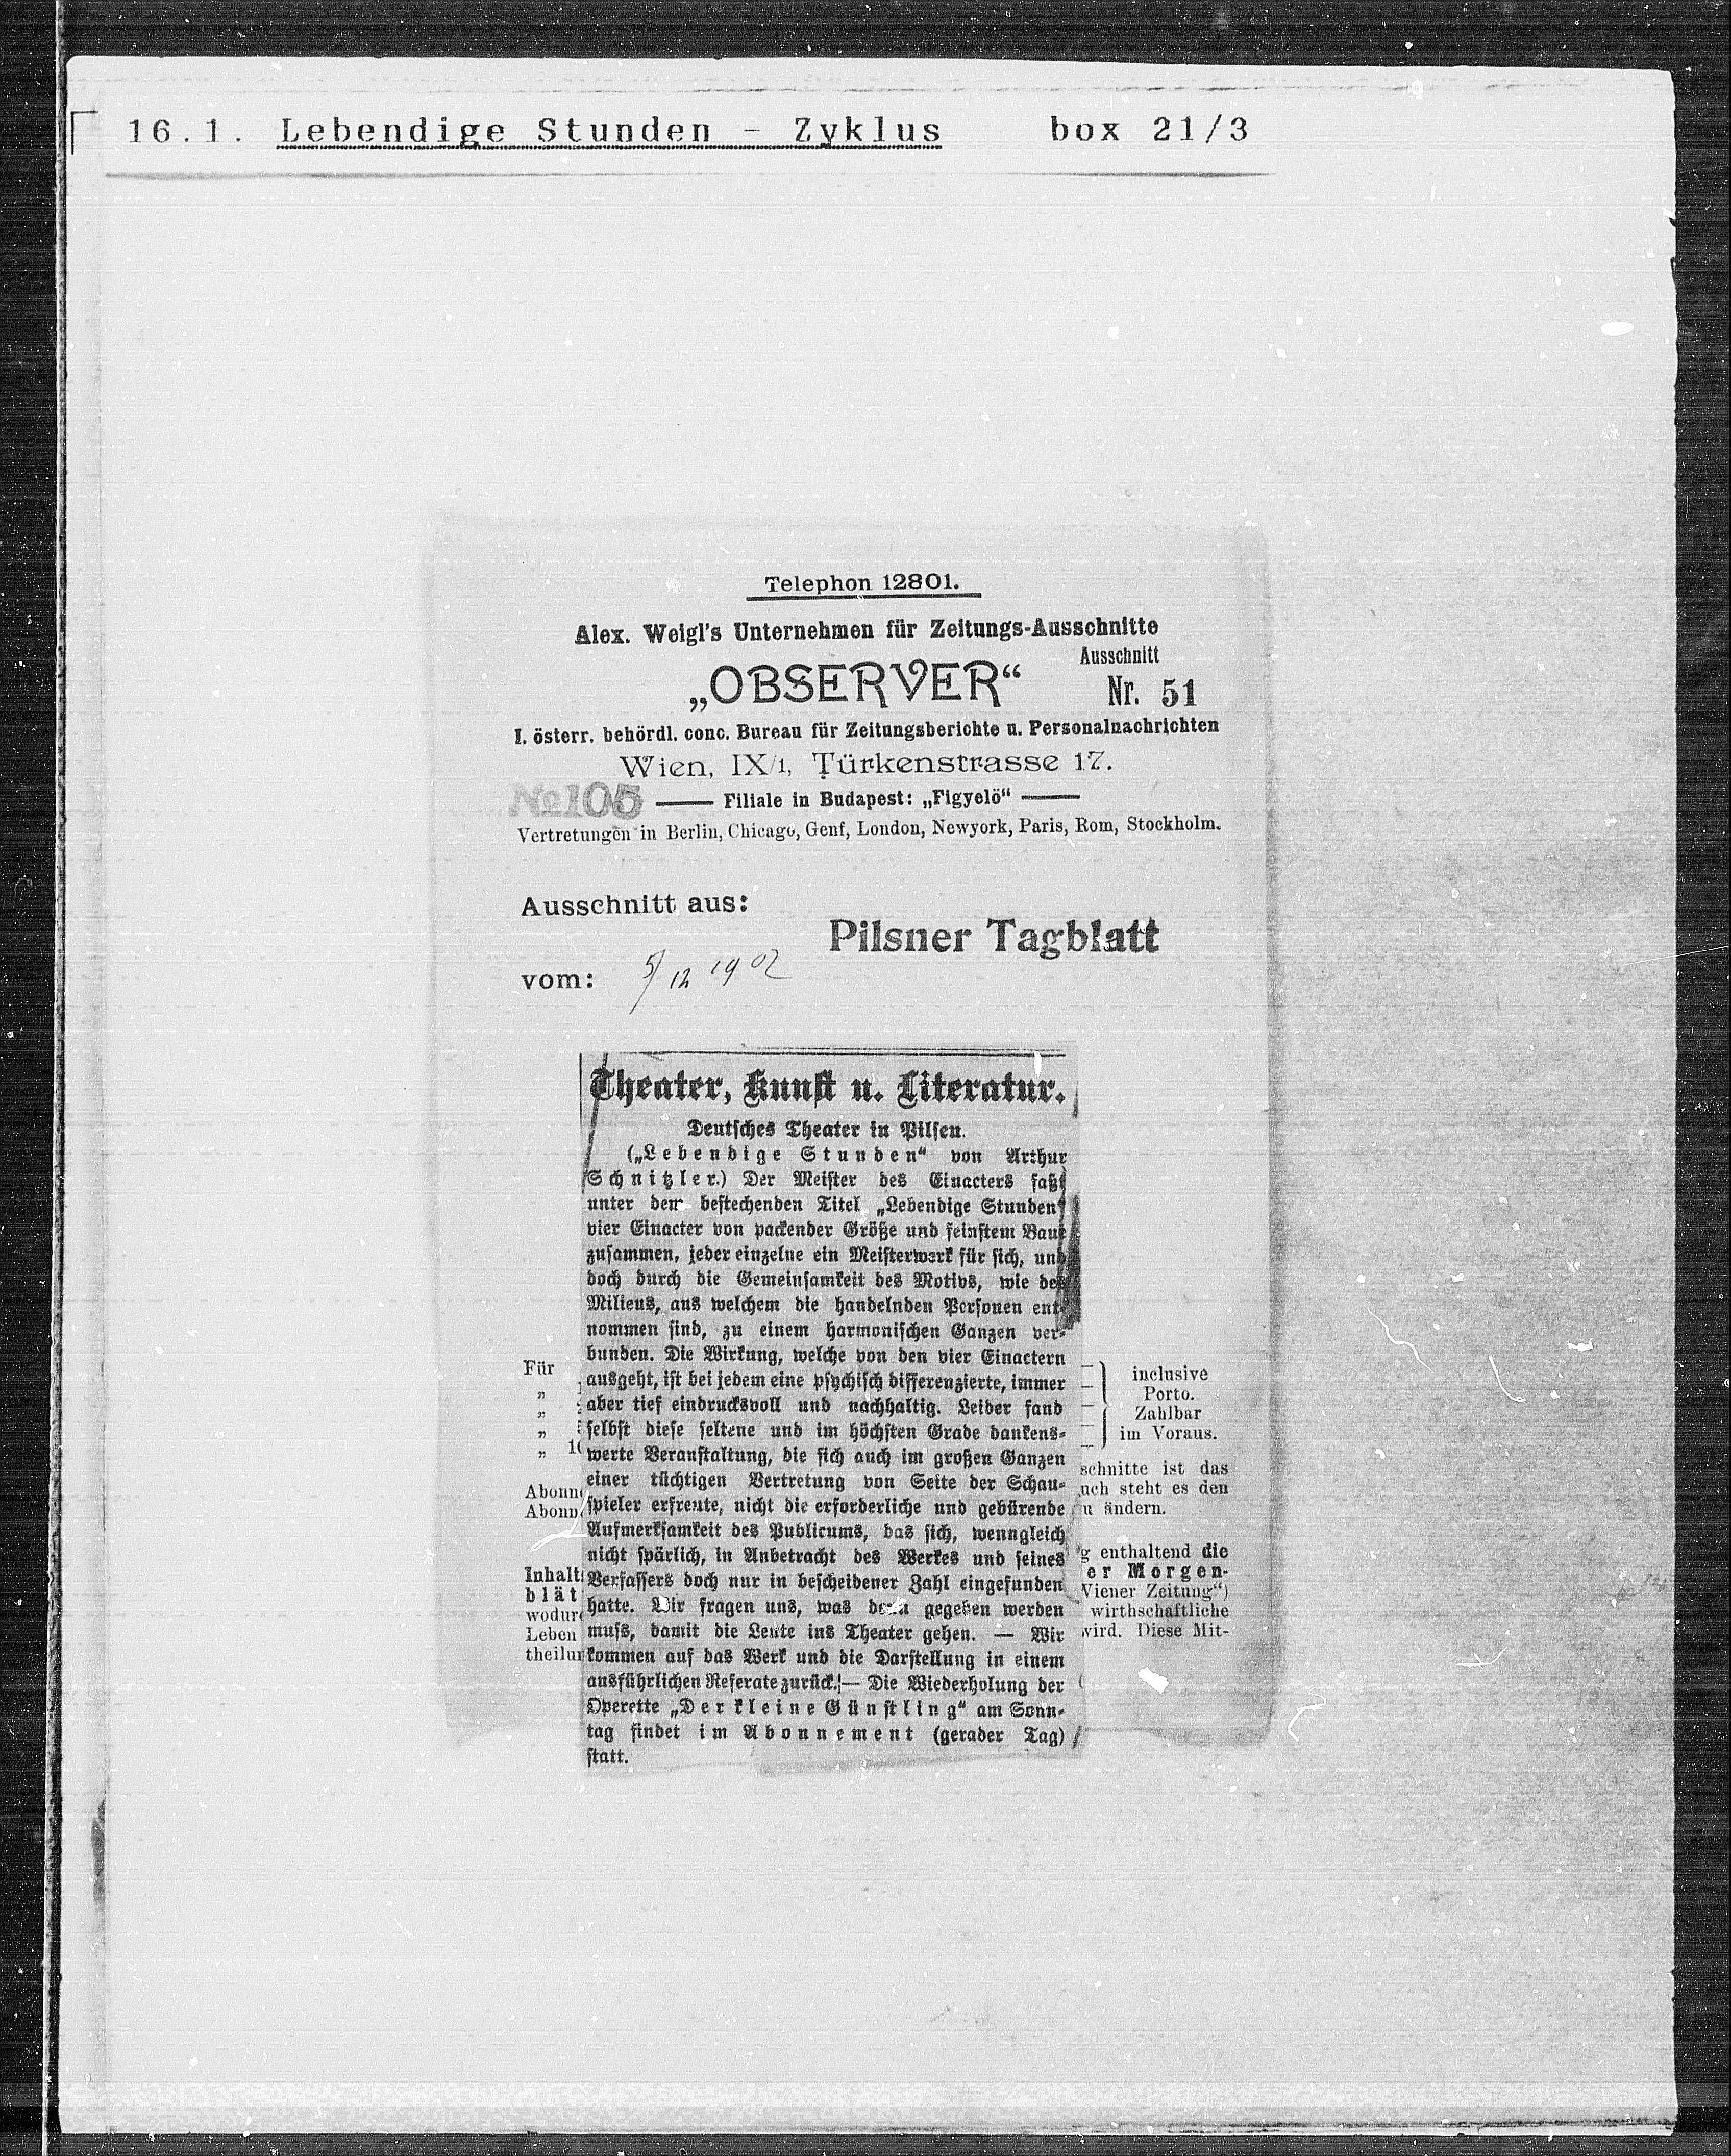 16.1. Lebendige Stunden - Zyklus box 21/3
Telephon 12801.
Alex. Weigl's Unternehmen für Zeitungs-Ausschnitte
„OBSERVER“
Ausschnitt
Nr. 51
I. österr. behördl. conc. Bureau für Zeitungsberichte u. Personalnachrichten
Wien, IX/1, Türkenstrasse 17.
№ 105
— Filiale in Budapest: „Figyelö“ —
Vertretungen in Berlin, Chicago, Genf, London, Newyork, Paris, Rom, Stockholm.
Ausschnitt aus:
Pilsner Tagblatt
vom: 5/12 1902
Theater, Kunst u. Literatur.
Deutsches Theater in Pilsen.
(„Lebendige Stunden“ von Arthur
Schnitzler.) Der Meister des Einacters faßt
unter dem bestechenden Titel „Lebendige Stunden“
vier Einacter von packender Größe und feinstem Baue
zusammen, jeder einzelne ein Meisterwerk für sich, und
doch durch die Gemeinsamkeit des Motivs, wie des
Milieus, aus welchem die handelnden Personen ent-
nommen sind, zu einem harmonischen Ganzen ver-
bunden. Die Wirkung, welche von den vier Einactern
ausgeht, ist bei jedem eine psychisch differenzierte, immer
aber tief eindrucksvoll und nachhaltig. Leider fand
selbst diese seltene und im höchsten Grade dankens-
werte Veranstaltung, die sich auch im großen Ganzen
einer tüchtigen Vertretung von Seite der Schau-
spieler erfreute, nicht die erforderliche und gebürende
Aufmerksamkeit des Publicums, das sich, wenngleich
nicht spärlich, in Anbetracht des Werkes und seines
Verfassers doch nur in bescheidener Zahl eingefunden
hatte. Wir fragen uns, was denn gegeben werden
muß, damit die Leute ins Theater gehen. — Wir
kommen auf das Werk und die Darstellung in einem
ausführlichen Referate zurück. — Die Wiederholung der
Operette „Der kleine Günstling“ am Sonn-
tag findet im Abonnement (gerader Tag)
statt.
Für
„
„
„
„ 10
Abonn
Abonn
Inhalt
blät
wodur
Leben
theilun
inclusive
Porto.
Zahlbar
im Voraus.
schnitte ist das
uch steht es den
u ändern.
g enthaltend die
er Morgen-
Wiener Zeitung“)
wirthschaftliche
wird. Diese Mit-